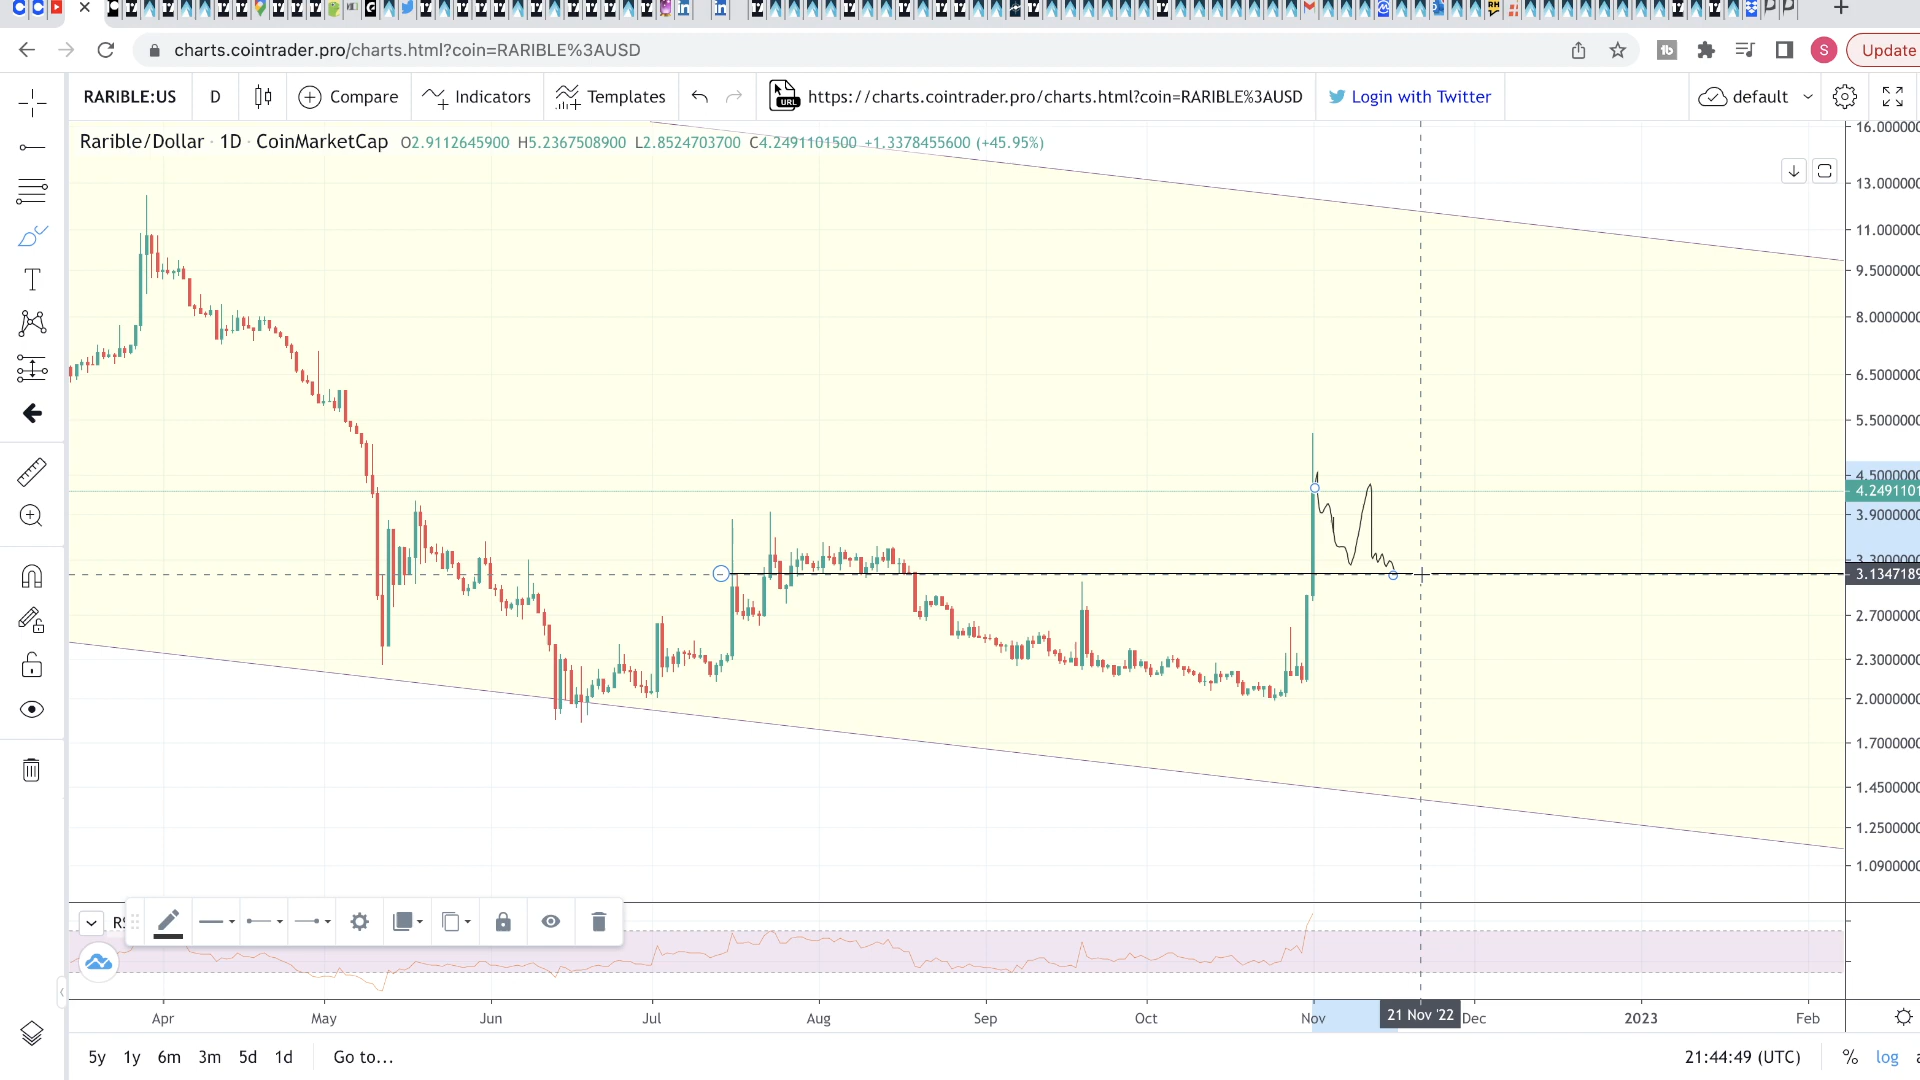 charts.cointrader.pro/charts.html?coin=RARIBLE%3AUSD
S
Update
RARIBLE:US
D
Compare
Indicators
Templates
URL
https://charts.cointrader.pro/charts.html?coin=RARIBLE%3AUSD
Login with Twitter
default
Rarible/Dollar · 1D · CoinMarketCap O2.9112645900 H5.2367508900 L2.8524703700 C4.2491101500 +1.3378455600 (+45.95%)
16.000000
13.000000
11.000000
9.5000000
8.0000000
6.5000000
5.5000000
4.5000000
4.2491101
3.9000000
3.3000000
3.1347189
2.7000000
2.3000000
2.0000000
1.7000000
1.4500000
1.2500000
1.0900000
RS
Apr May Jun Jul Aug Sep Oct Nov 21 Nov '22 Dec 2023 Feb
5y 1y 6m 3m 5d 1d Go to... 21:44:49 (UTC) % log a